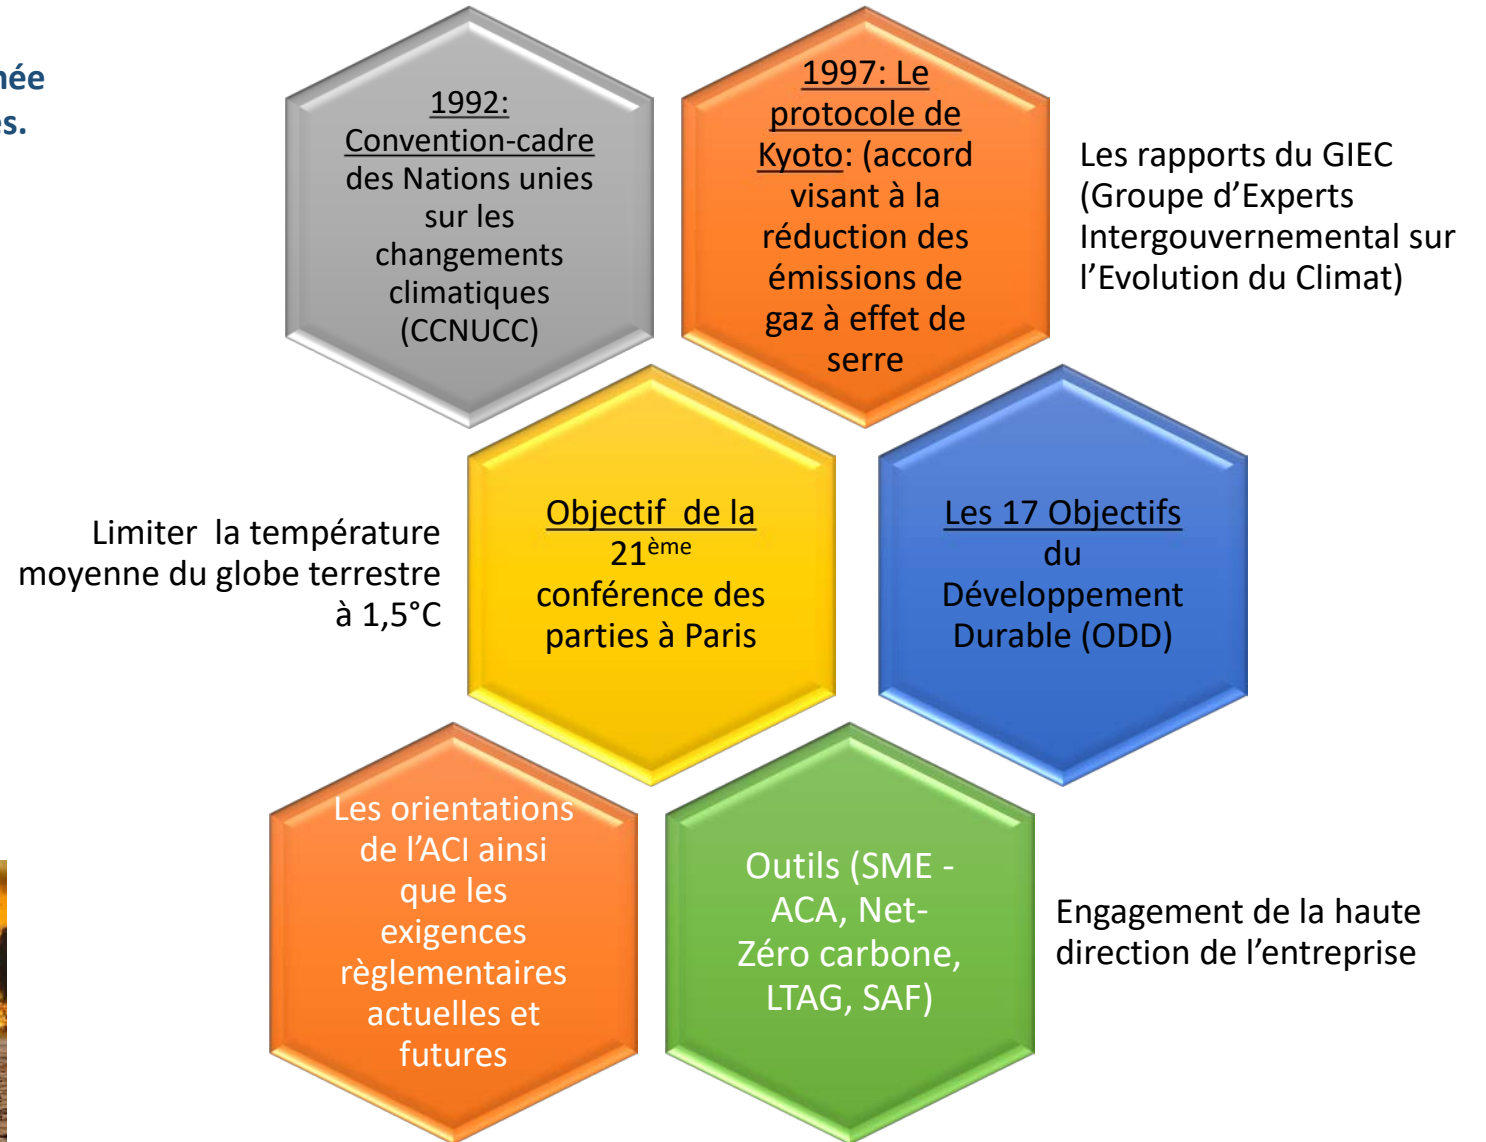 1992:
Convention-cadre
des Nations unies
sur les
changements
climatiques
(CCNUCC)
1997: Le
protocole de
Kyoto: (accord
visant à la
réduction des
émissions de
gaz à effet de
serre
Les rapports du GIEC
(Groupe d’Experts
Intergouvernemental sur
l’Evolution du Climat)
Limiter  la température
moyenne du globe terrestre
à 1,5°C
Objectif  de la
21ème
conférence des
parties à Paris
Les 17 Objectifs
du
Développement
Durable (ODD)
Les orientations
de l’ACI ainsi
que les
exigences
règlementaires
actuelles et
futures
Outils (SME -
ACA, Net-
Zéro carbone,
LTAG, SAF)
Engagement de la haute
direction de l’entreprise